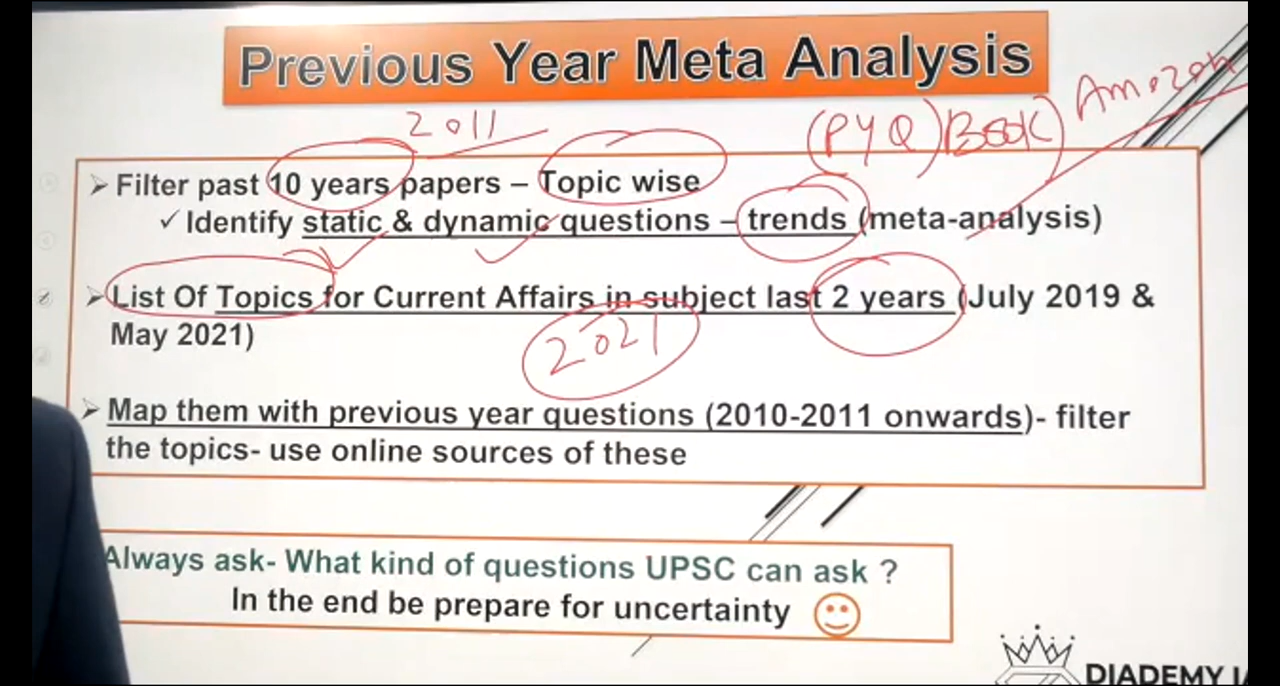 Previous Year Meta Analysis
2011
(PYQ) Book) Amazon
➢ Filter past 10 years papers – Topic wise
✓ Identify static & dynamic questions – trends (meta-analysis)
➢ List Of Topics for Current Affairs in subject last 2 years (July 2019 &
May 2021)
2021
➢ Map them with previous year questions (2010-2011 onwards)- filter
the topics- use online sources of these
Always ask- What kind of questions UPSC can ask ?
In the end be prepare for uncertainty
DIADEMY